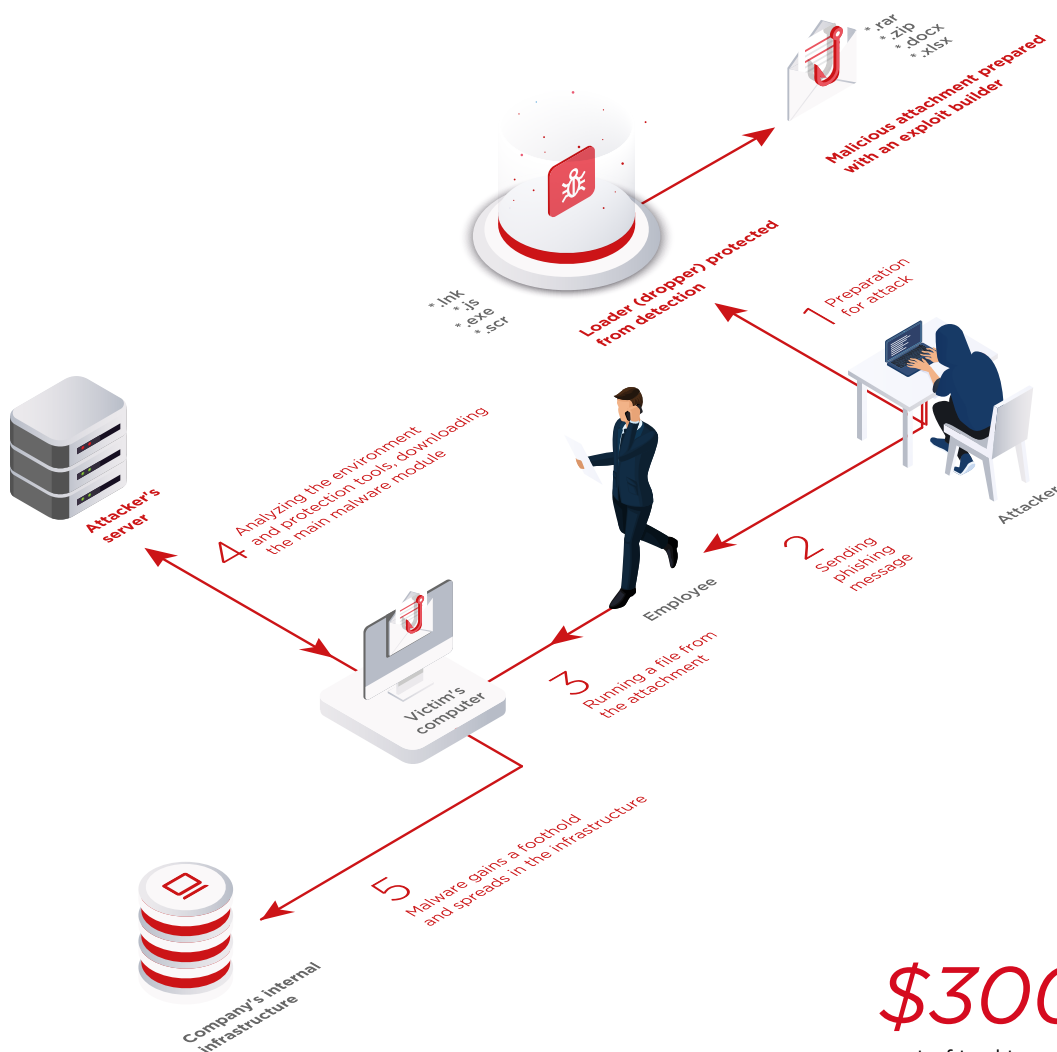 *.rar
*.zip
*.docx
*.xlsx
Malicious attachment prepared
with an exploit builder
*.lnk
*.js
*.exe
*.scr
Loader (dropper) protected
from detection
1 Preparation
for attack
Attacker
2 Sending
phishing
message
Employee
3 Running a file from
the attachment
Victim's
computer
4 Analyzing the environment
and protection tools, downloading
the main malware module
Attacker's
server
5 Malware gains a foothold
and spreads in the infrastructure
Company's internal
infrastructure
$300